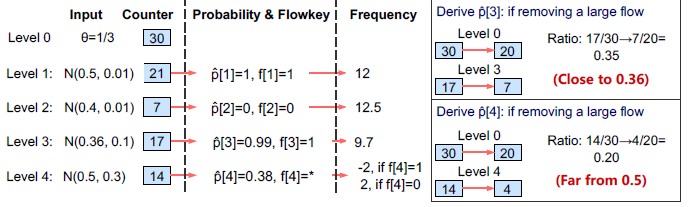 Input Counter Probability & Flowkey Frequency
Level 0 θ=1/3 30
Level 1: N(0.5, 0.01) 21 p̂[1]=1, f[1]=1 12
Level 2: N(0.4, 0.01) 7 p̂[2]=0, f[2]=0 12.5
Level 3: N(0.36, 0.1) 17 p̂[3]=0.99, f[3]=1 9.7
Level 4: N(0.5, 0.3) 14 p̂[4]=0.38, f[4]=* -2, if f[4]=1
2, if f[4]=0
Derive p̂[3]: if removing a large flow
Level 0
30 20
Level 3
17 7
Ratio: 17/30→7/20=
0.35
(Close to 0.36)
Derive p̂[4]: if removing a large flow
Level 0
30 20
Level 4
14 4
Ratio: 14/30→4/20=
0.20
(Far from 0.5)